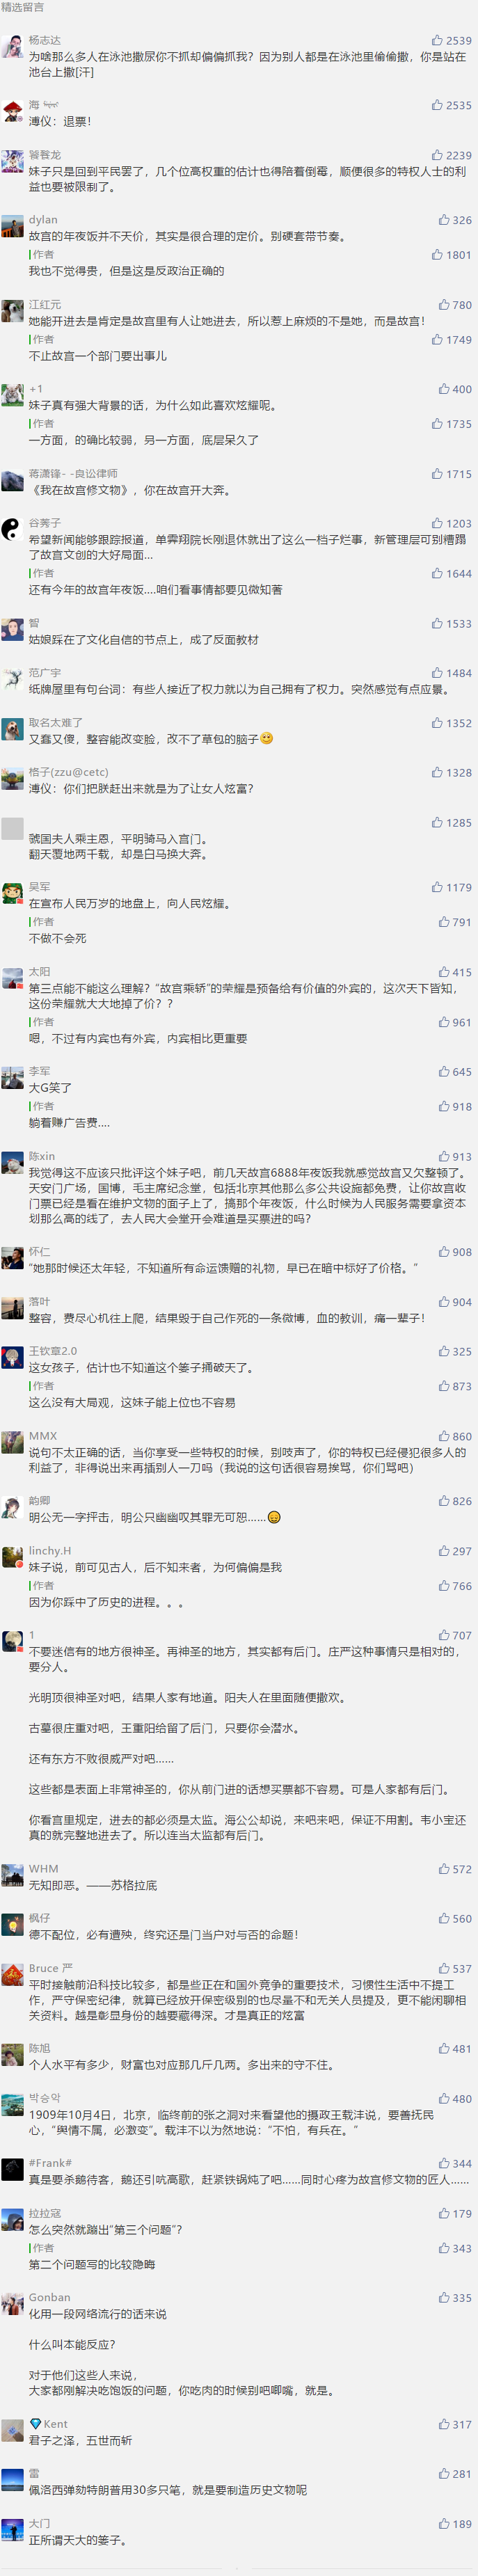 精选留言
杨志达
2539
为啥那么多人在泳池撒尿你不抓却偏偏抓我？因为别人都是在泳池里偷偷撒，你是站在
池台上撒[汗]
海
2535
溥仪：退票！
2239
妹子只是回到平民罢了，几个位高权重的估计也得陪着倒霉，顺便很多的特权人士的利
益也要被限制了。
dylan
326
故宫的年夜饭并不天价，其实是很合理的定价。别硬套带节奏。
作者
1801
我也不觉得贵，但是这是反政治正确的
江红元
780
她能开进去是肯定是故宫里有人让她进去，所以惹上麻烦的不是她，而是故宫！
作者
1749
不止故宫一个部门要出事儿
+1
400
妹子真有强大背景的话，为什么如此喜欢炫耀呢。
作者
1735
一方面，的确比较弱，另一方面，底层呆久了
蒋潇锋- -良讼律师
1715
《我在故宫修文物》，你在故宫开大奔。
谷莠子
1203
希望新闻能够跟踪报道，单霁翔院长刚退休就出了这么一档子烂事，新管理层可别糟蹋
了故宫文创的大好局面...
作者
1644
还有今年的故宫年夜饭....咱们看事情都要见微知著
智
1533
姑娘踩在了文化自信的节点上，成了反面教材
范广宇
1484
纸牌屋里有句台词：有些人接近了权力就以为自己拥有了权力。突然感觉有点应景。
取名太难了
1352
又蠢又傻，整容能改变脸，改不了草包的脑子
格子(zzu@cetc)
1328
溥仪：你们把朕赶出来就是为了让女人炫富？
1285
虢国夫人乘主恩，平明骑马入宫门。
翻天覆地两千载，却是白马换大奔。
吴军
1179
在宣布人民万岁的地盘上，向人民炫耀。
作者
791
不做不会死
太阳
415
第三点能不能这么理解？“故宫乘轿”的荣耀是预备给有价值的外宾的，这次天下皆知，
这份荣耀就大大地掉了价？？
作者
961
嗯，不过有内宾也有外宾，内宾相比更重要
李军
645
大G笑了
作者
918
躺着赚广告费....
陈xin
913
我觉得这不应该只批评这个妹子吧，前几天故宫6888年夜饭我就感觉故宫又欠整顿了。
天安门广场，国博，毛主席纪念堂，包括北京其他那么多公共设施都免费，让你故宫收
门票已经是看在维护文物的面子上了，搞那个年夜饭，什么时候为人民服务需要拿资本
划那么高的线了，去人民大会堂开会难道是买票进的吗？
怀仁
908
“她那时候还太年轻，不知道所有命运馈赠的礼物，早已在暗中标好了价格。”
落叶
904
整容，费尽心机往上爬，结果毁于自己作死的一条微博，血的教训，痛一辈子！
王钦章2.0
325
这女孩子，估计也不知道这个篓子捅破天了。
作者
873
这么没有大局观，这妹子能上位也不容易
MMX
860
说句不太正确的话，当你享受一些特权的时候，别吱声了，你的特权已经侵犯很多人的
利益了，非得说出来再插别人一刀吗（我说的这句话很容易挨骂，你们骂吧）
韵卿
826
明公无一字抨击，明公只幽幽叹其罪无可恕......
linchy.H
297
妹子说，前可见古人，后不知来者，为何偏偏是我
作者
766
因为你踩中了历史的进程。。。
1
707
不要迷信有的地方很神圣。再神圣的地方，其实都有后门。庄严这种事情只是相对的，
要分人。
光明顶很神圣对吧，结果人家有地道。阳夫人在里面随便撒欢。
古墓很庄重对吧，王重阳给留了后门，只要你会潜水。
还有东方不败很威严对吧......
这些都是表面上非常神圣的，你从前门进的话想买票都不容易。可是人家都有后门。
你看宫里规定，进去的都必须是太监。海公公却说，来吧来吧，保证不用割。韦小宝还
真的就完整地进去了。所以连当太监都有后门。
WHM
572
无知即恶。——苏格拉底
枫仔
560
德不配位，必有遭殃，终究还是门当户对与否的命题！
Bruce 严
537
平时接触前沿科技比较多，都是些正在和国外竞争的重要技术，习惯性生活中不提工
作，严守保密纪律，就算已经放开保密级别的也尽量不和无关人员提及，更不能闲聊相
关资料。越是彰显身份的越要藏得深。才是真正的炫富
陈旭
481
个人水平有多少，财富也对应那几斤几两。多出来的守不住。
박승악
480
1909年10月4日，北京，临终前的张之洞对来看望他的摄政王载沣说，要善抚民
心，“舆情不属，必激变”。载沣不以为然地说：“不怕，有兵在。”
#Frank#
344
真是要杀鹅待客，鹅还引吭高歌，赶紧铁锅炖了吧......同时心疼为故宫修文物的匠人......
拉拉寇
179
怎么突然就蹦出“第三个问题”？
作者
343
第二个问题写的比较隐晦
Gonban
335
化用一段网络流行的话来说
什么叫本能反应？
对于他们这些人来说，
大家都刚解决吃饱饭的问题，你吃肉的时候别吧唧嘴，就是。
Kent
317
君子之泽，五世而斩
雷
281
佩洛西弹劾特朗普用30多只笔，就是要制造历史文物呢
大门
189
正所谓天大的篓子。